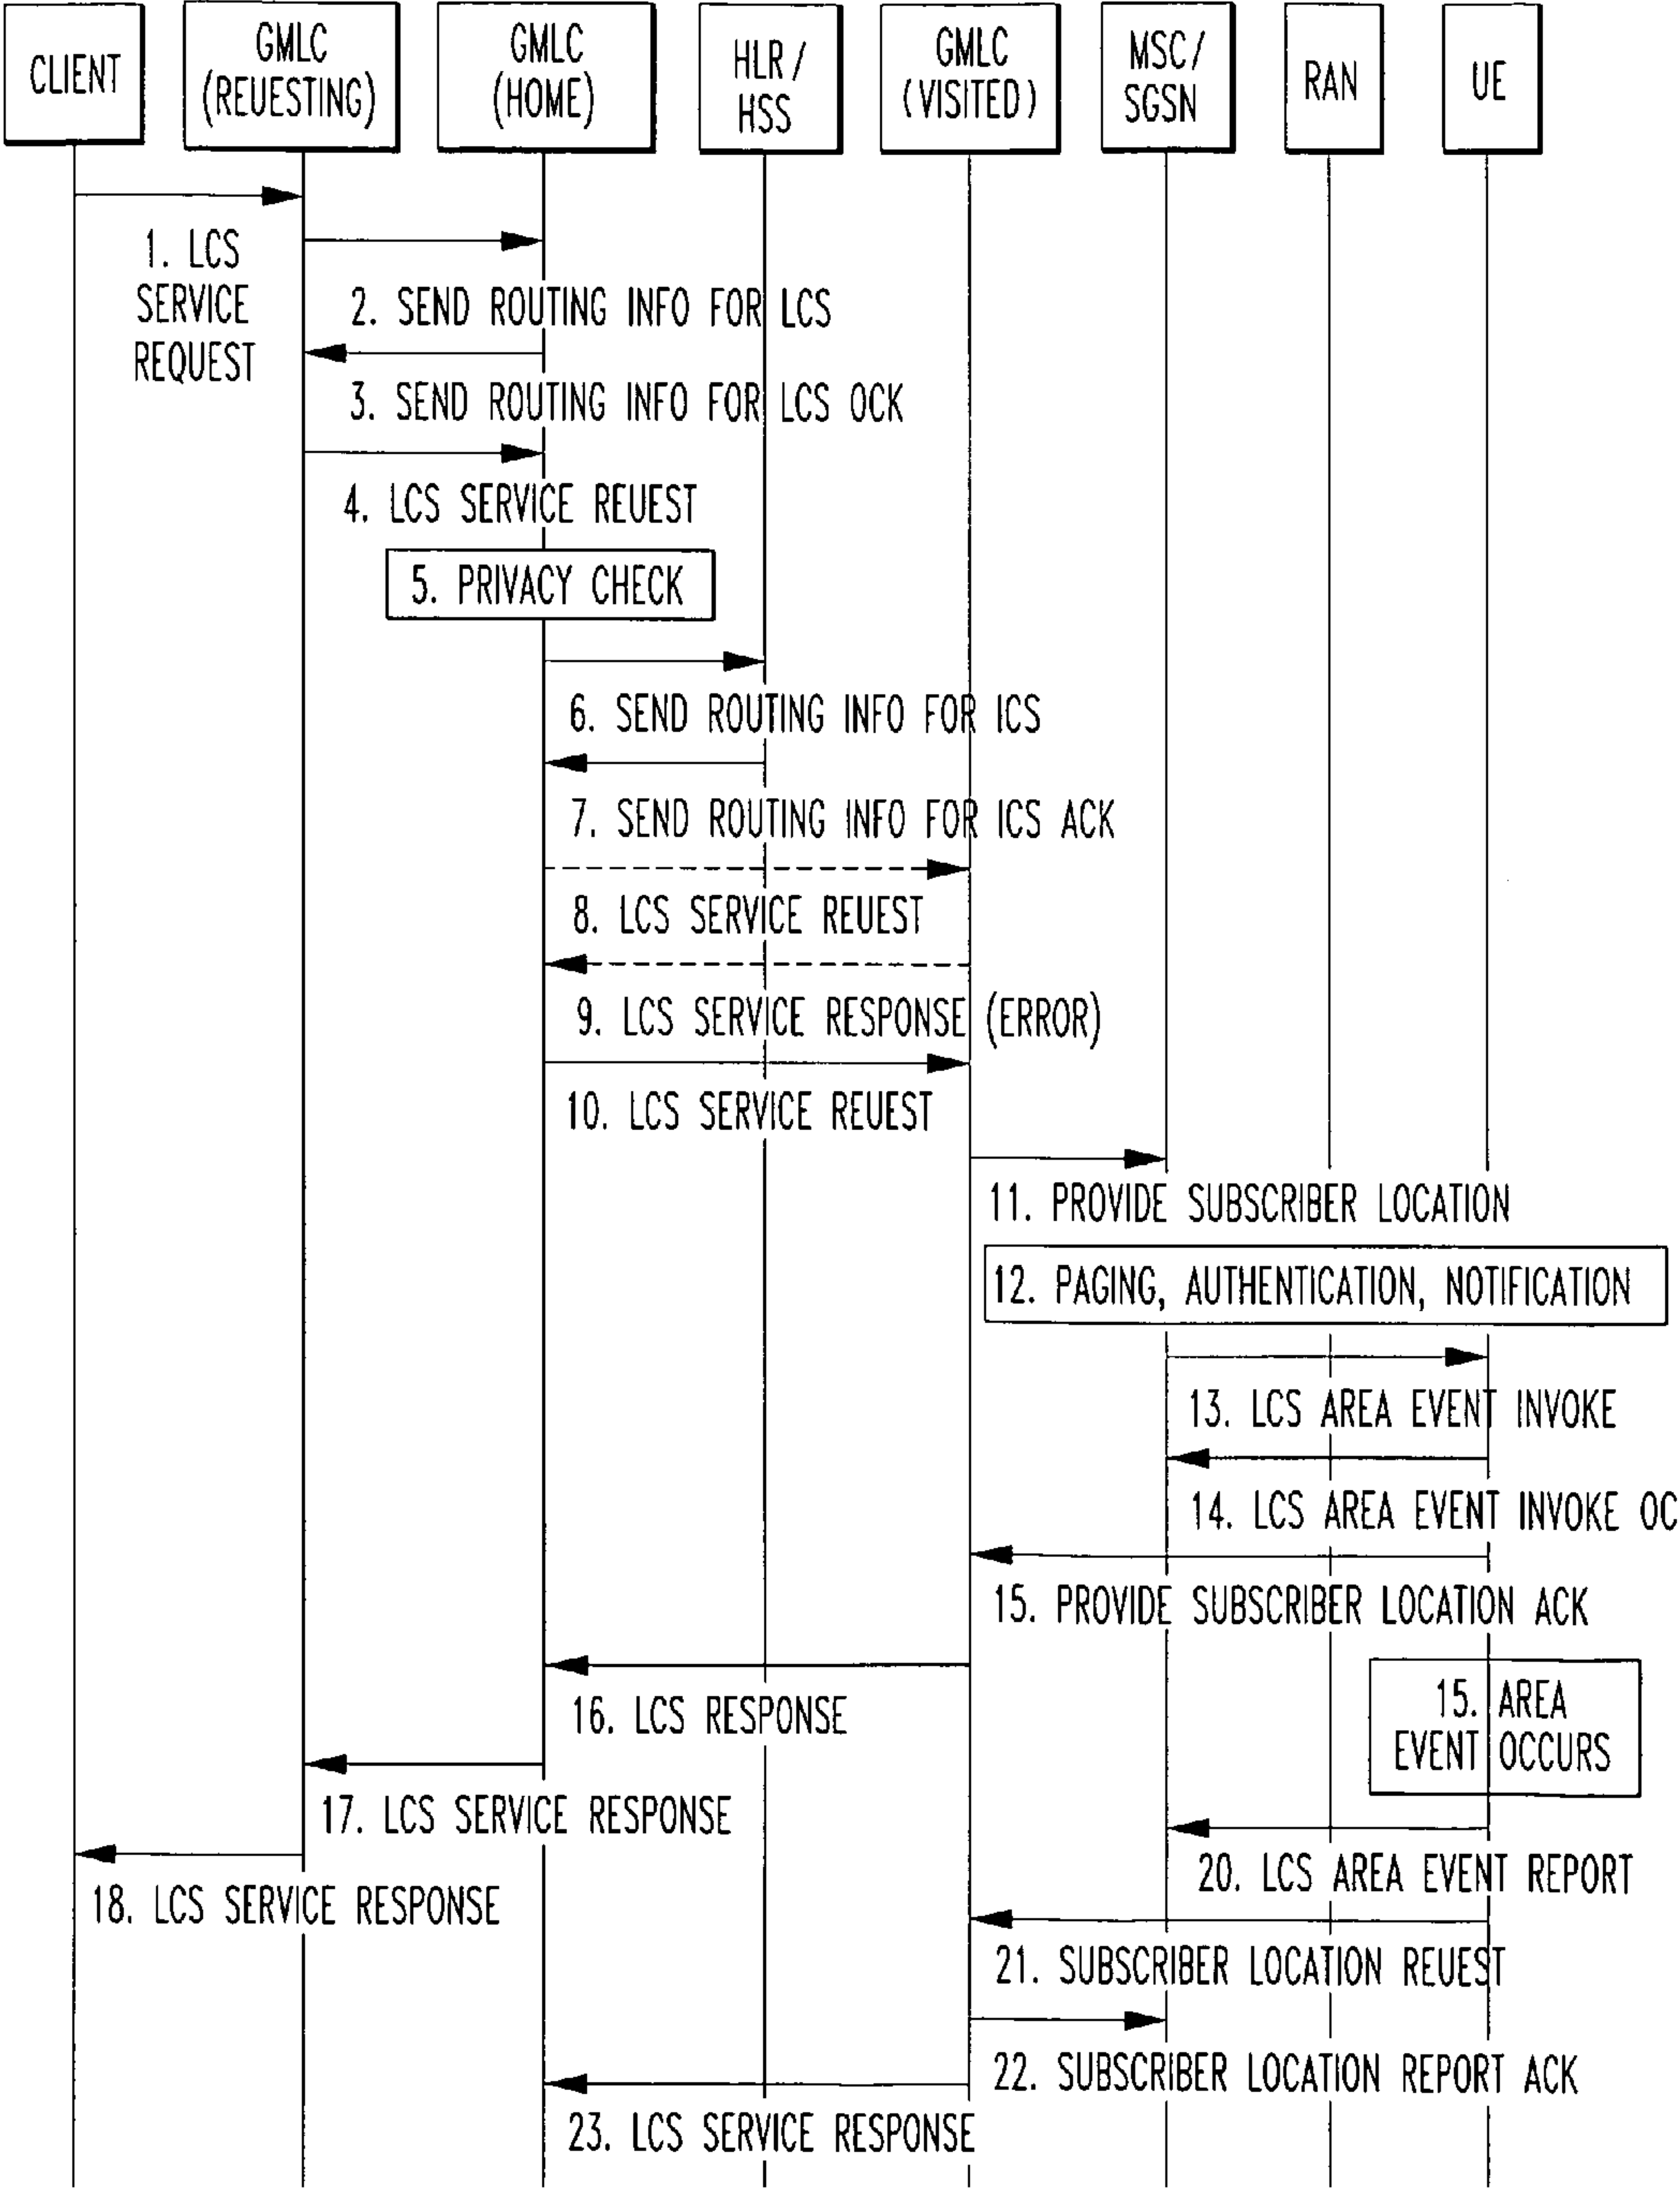 CLIENT
GMLC
(REUESTING)
GMLC
(HOME)
HLR/
HSS
GMLC
(VISITED)
MSC/
SGSN
RAN
UE
1. LCS
SERVICE
REQUEST
2. SEND ROUTING INFO FOR LCS
3. SEND ROUTING INFO FOR LCS OCK
4. LCS SERVICE REUEST
5. PRIVACY CHECK
6. SEND ROUTING INFO FOR ICS
7. SEND ROUTING INFO FOR ICS ACK
8. LCS SERVICE REUEST
9. LCS SERVICE RESPONSE (ERROR)
10. LCS SERVICE REUEST
11. PROVIDE SUBSCRIBER LOCATION
12. PAGING, AUTHENTICATION, NOTIFICATION
13. LCS AREA EVENT INVOKE
14. LCS AREA EVENT INVOKE OC
15. PROVIDE SUBSCRIBER LOCATION ACK
16. LCS RESPONSE
15. AREA
EVENT OCCURS
17. LCS SERVICE RESPONSE
18. LCS SERVICE RESPONSE
20. LCS AREA EVENT REPORT
21. SUBSCRIBER LOCATION REUEST
22. SUBSCRIBER LOCATION REPORT ACK
23. LCS SERVICE RESPONSE